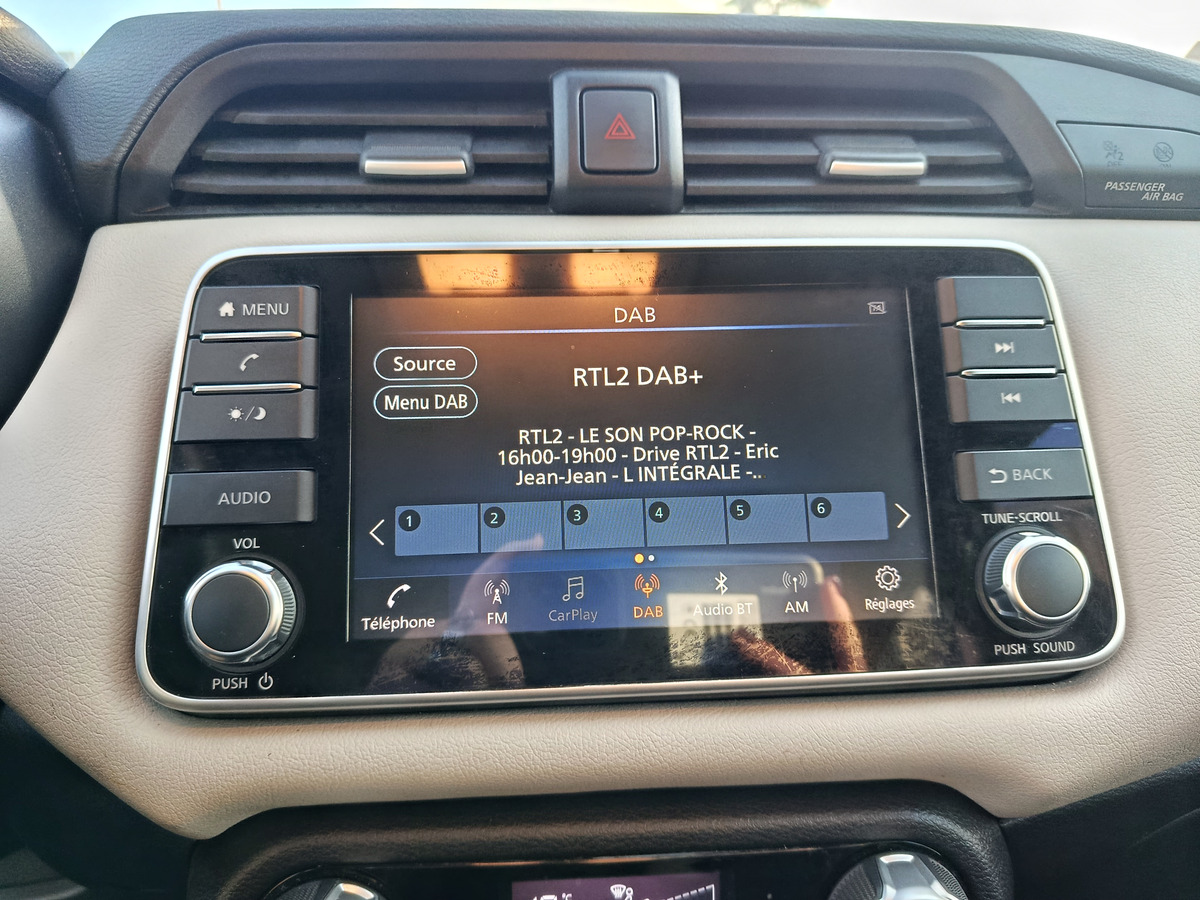 PASSENGER
AIR BAG
MENU
DAB
Source
RTL2 DAB+
Menu DAB
RTL2 - LE SON POP-ROCK -
16h00-19h00 - Drive RTL2 - Eric
Jean-Jean - L INTÉGRALE -..
AUDIO
BACK
1 2 3 4 5 6
VOL
TUNE·SCROLL
Téléphone FM CarPlay DAB Audio BT AM Réglages
PUSH
PUSH SOUND